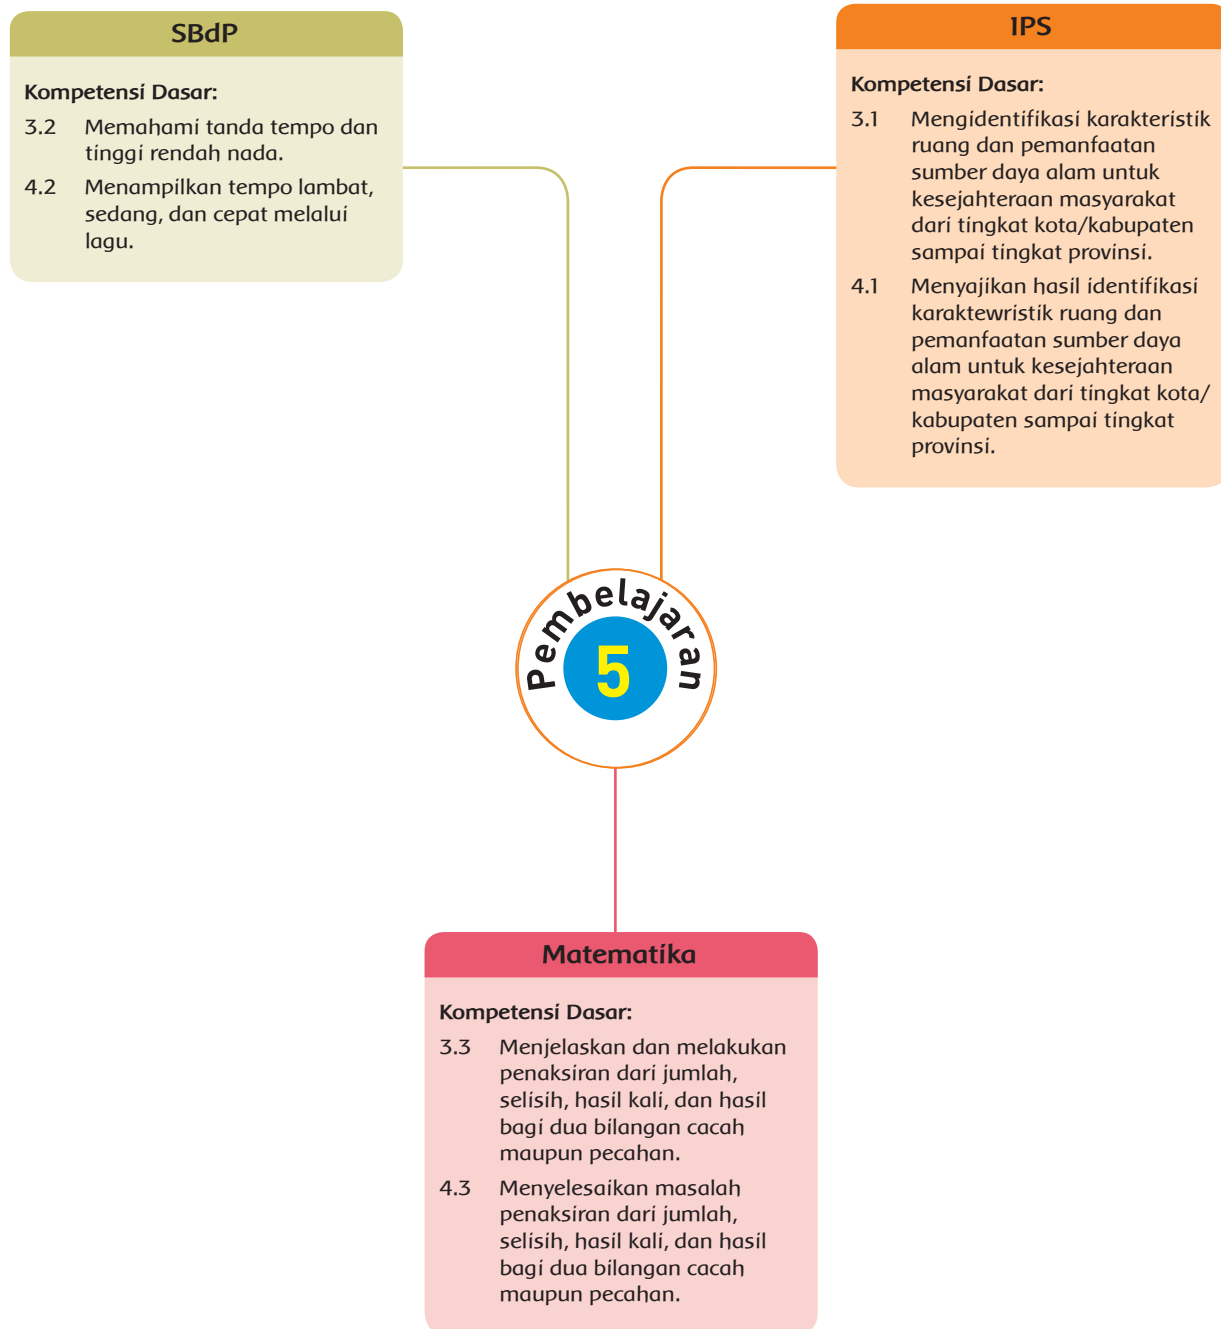 SBdP
Kompetensi Dasar:
3.2 Memahami tanda tempo dan
tinggi rendah nada.
4.2 Menampilkan tempo lambat,
sedang, dan cepat melalui
lagu.
IPS
Kompetensi Dasar:
3.1 Mengidentifikasi karakteristik
ruang dan pemanfaatan
sumber daya alam untuk
kesejahteraan masyarakat
dari tingkat kota/kabupaten
sampai tingkat provinsi.
4.1 Menyajikan hasil identifikasi
karaktewristik ruang dan
pemanfaatan sumber daya
alam untuk kesejahteraan
masyarakat dari tingkat kota/
kabupaten sampai tingkat
provinsi.
Pembelajaran
5
Matematika
Kompetensi Dasar:
3.3 Menjelaskan dan melakukan
penaksiran dari jumlah,
selisih, hasil kali, dan hasil
bagi dua bilangan cacah
maupun pecahan.
4.3 Menyelesaikan masalah
penaksiran dari jumlah,
selisih, hasil kali, dan hasil
bagi dua bilangan cacah
maupun pecahan.